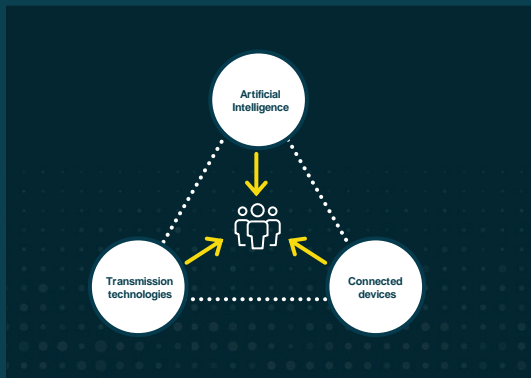 Artificial
Intelligence
Transmission
technologies
Connected
devices